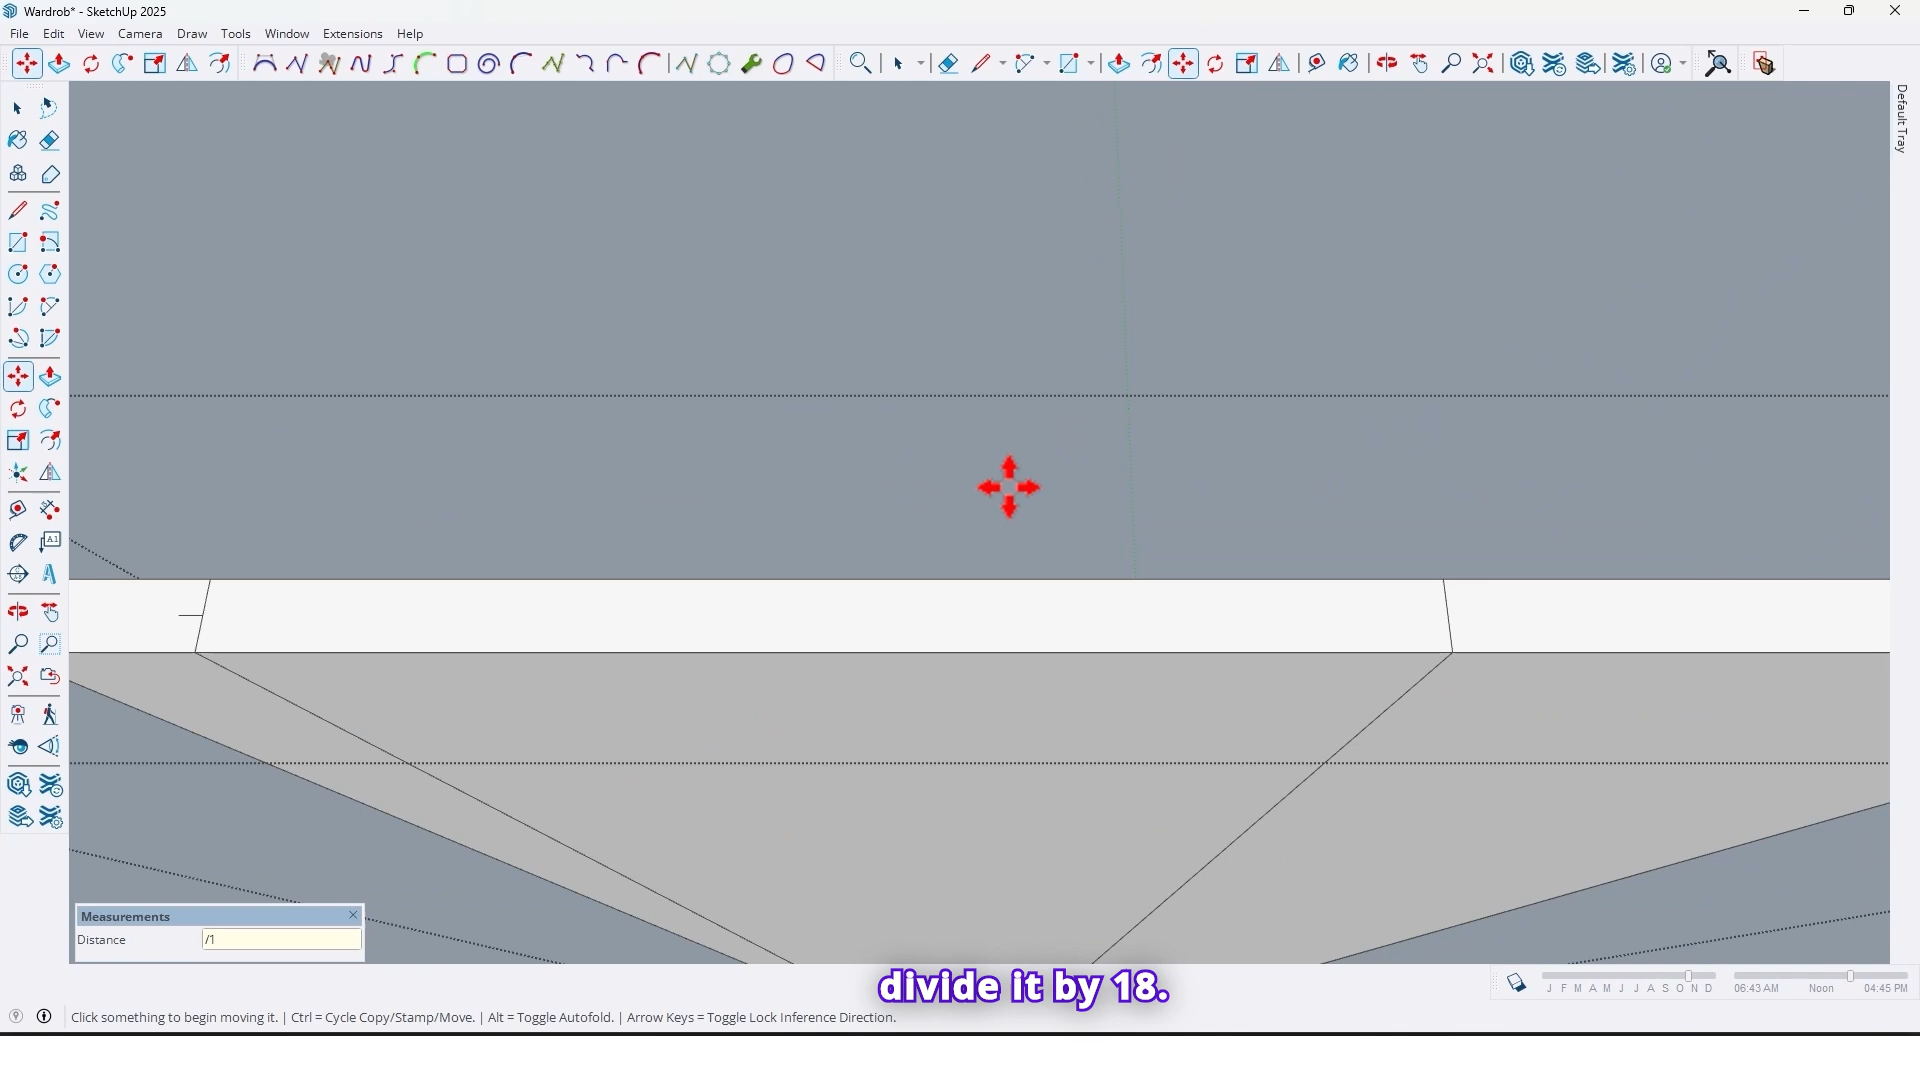 Wardrob* - SketchUp 2025
File Edit View Camera Draw Tools Window Extensions Help
Default Tray
A1
Measurements
Distance /1
divide it by 18.
J F M A M J J A S O N D 06:43 AM Noon 04:45 PM
Click something to begin moving it. | Ctrl = Cycle Copy/Stamp/Move. | Alt = Toggle Autofold. | Arrow Keys = Toggle Lock Inference Direction.